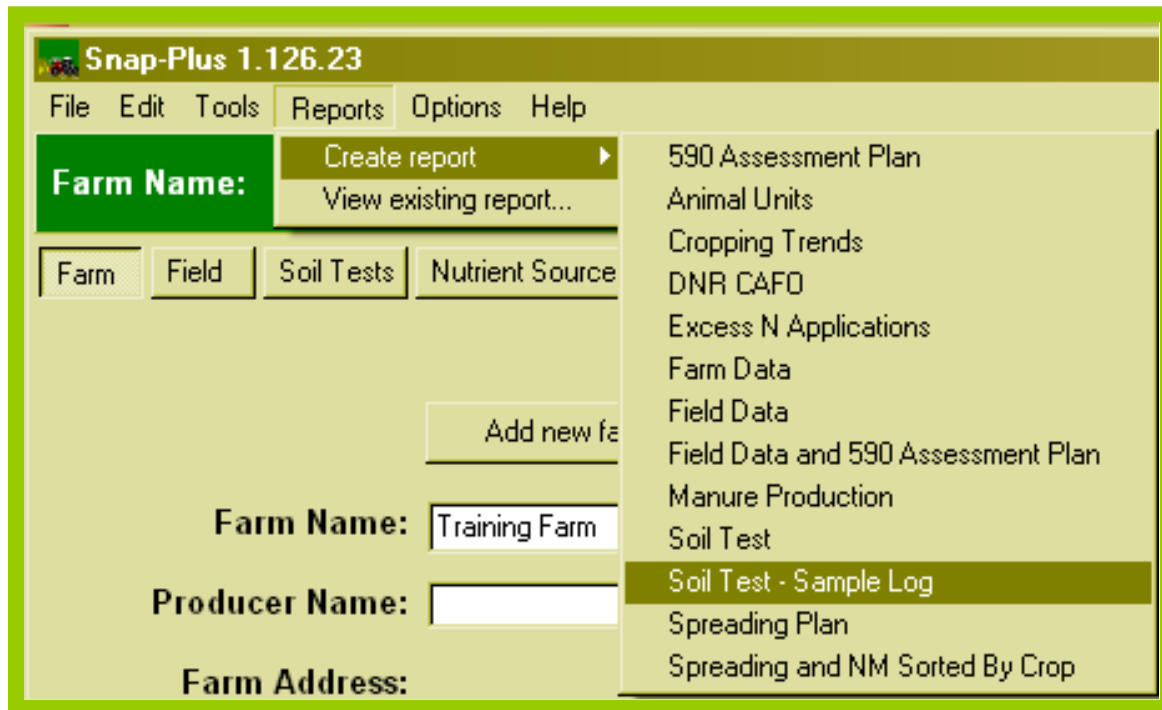 Snap-Plus 1.126.23
File Edit Tools Reports Options Help
Farm Name:
Create report
View existing report...
590 Assessment Plan
Animal Units
Cropping Trends
DNR CAFO
Excess N Applications
Farm Data
Field Data
Field Data and 590 Assessment Plan
Manure Production
Soil Test
Soil Test - Sample Log
Spreading Plan
Spreading and NM Sorted By Crop
Farm Field Soil Tests Nutrient Source
Add new fa
Farm Name: Training Farm
Producer Name:
Farm Address: